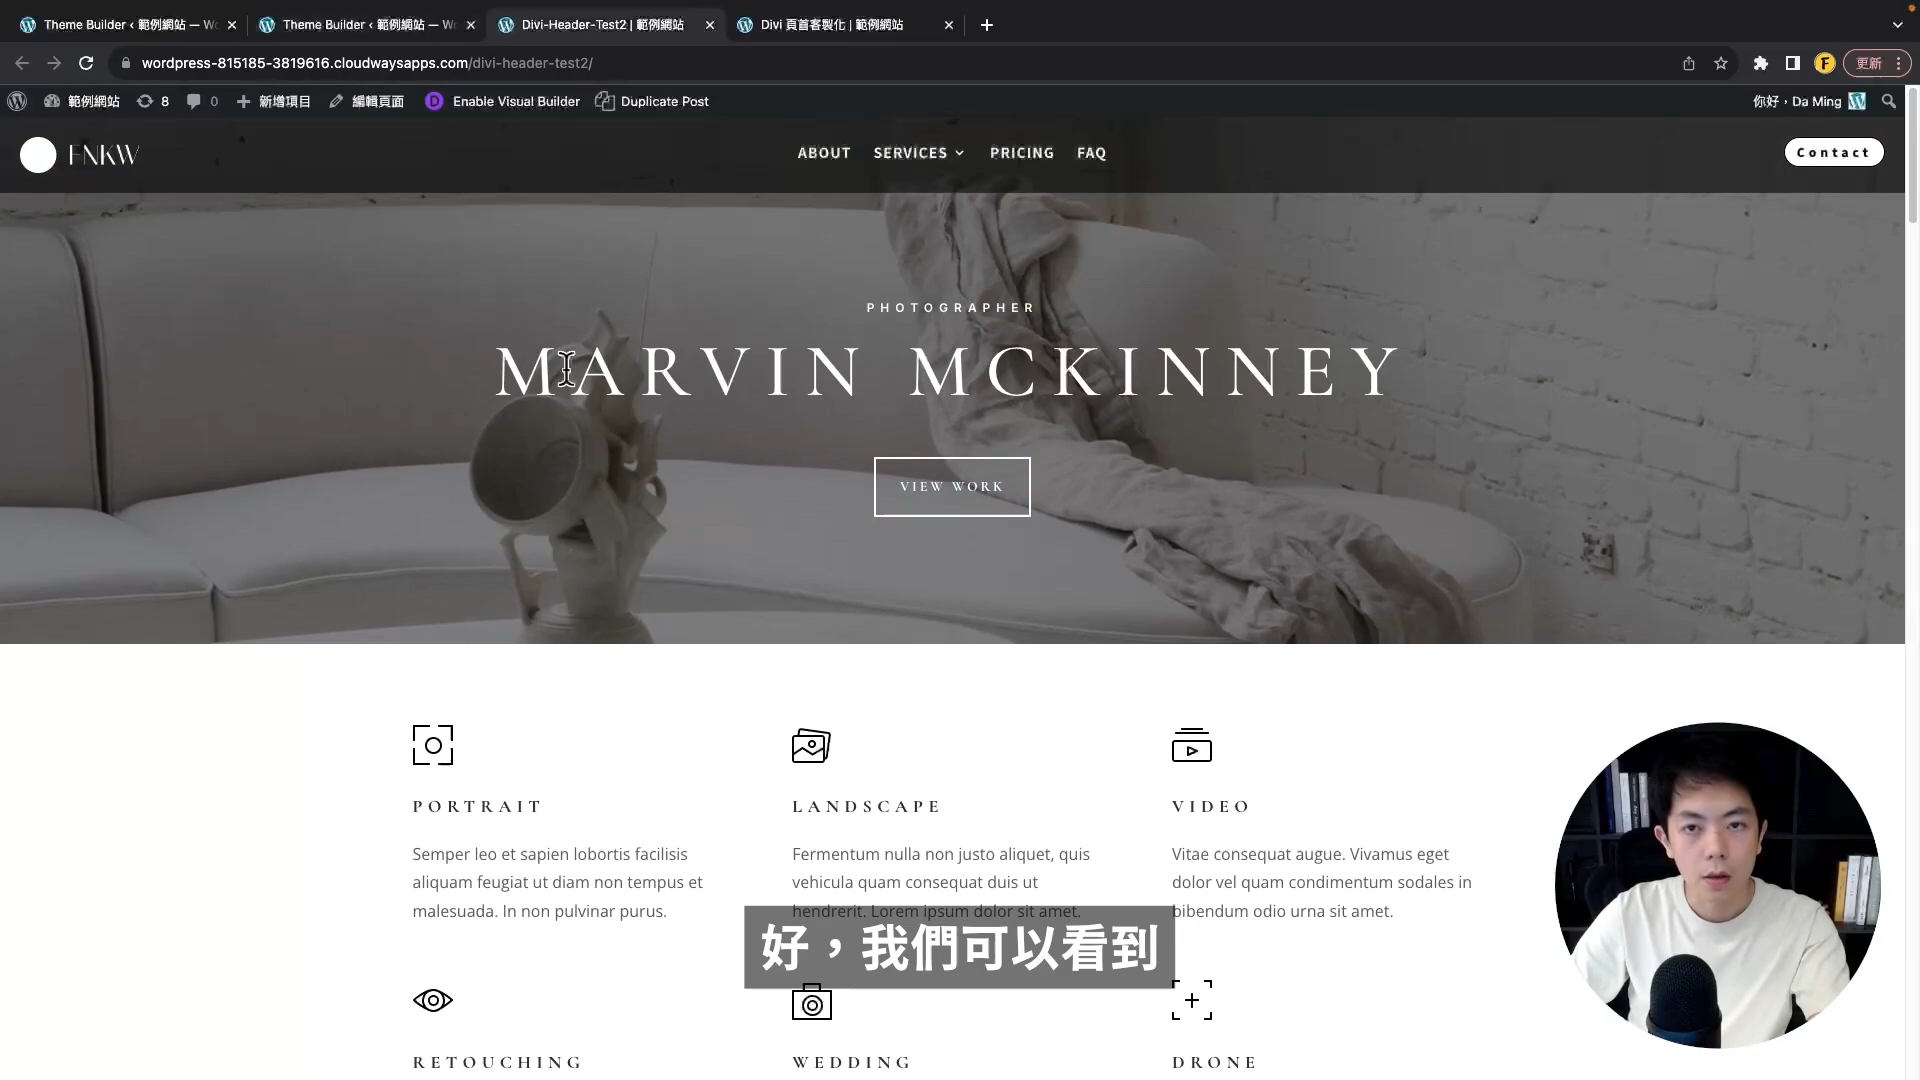 Theme Builder ‹ 範例網站 — Wo
Theme Builder ‹ 範例網站 — Wo
Divi-Header-Test2 | 範例網站
Divi 頁首客製化 | 範例網站
wordpress-815185-3819616.cloudwaysapps.com/divi-header-test2/
更新
範例網站
8
0
新增項目
編輯頁面
Enable Visual Builder
Duplicate Post
你好，Da Ming
FNKW
ABOUT
SERVICES
PRICING
FAQ
Contact
PHOTOGRAPHER
MARVIN MCKINNEY
VIEW WORK
PORTRAIT
Semper leo et sapien lobortis facilisis
aliquam feugiat ut diam non tempus et
malesuada. In non pulvinar purus.
LANDSCAPE
Fermentum nulla non justo aliquet, quis
vehicula quam consequat duis ut
hendrerit. Lorem ipsum dolor sit amet.
VIDEO
Vitae consequat augue. Vivamus eget
dolor vel quam condimentum sodales in
bibendum odio urna sit amet.
好，我們可以看到
RETOUCHING
WEDDING
DRONE